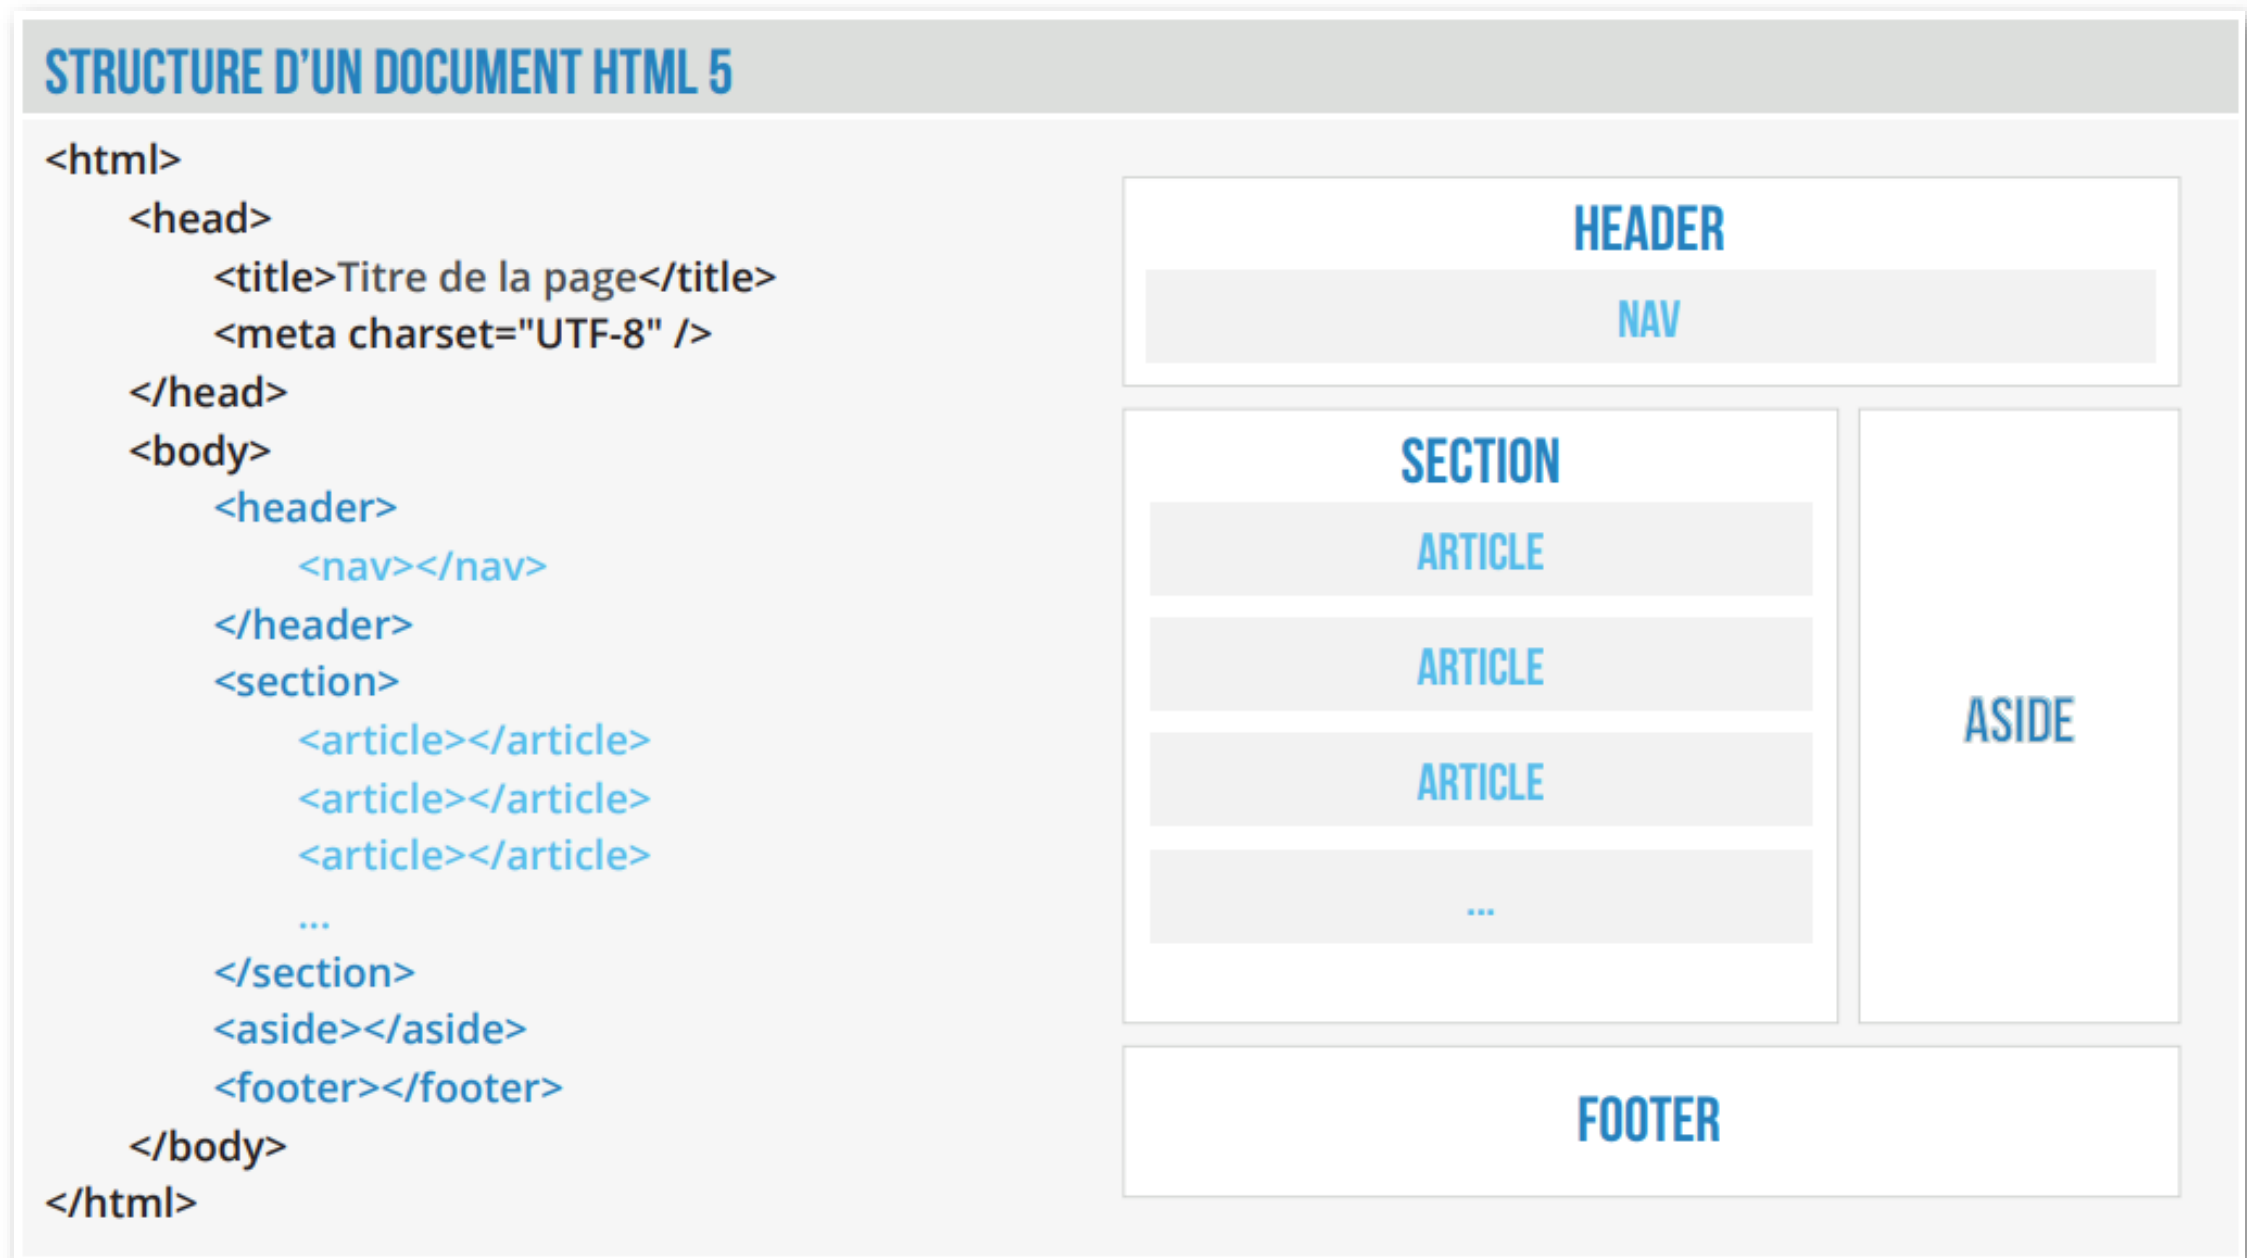 STRUCTURE D'UN DOCUMENT HTML 5
<html>
<head>
<title>Titre de la page</title>
<meta charset="UTF-8" />
</head>
<body>
<header>
<nav></nav>
</header>
<section>
<article></article>
<article></article>
<article></article>
...
</section>
<aside></aside>
<footer></footer>
</body>
</html>
HEADER
NAV
SECTION
ARTICLE
ARTICLE
ARTICLE
...
ASIDE
FOOTER